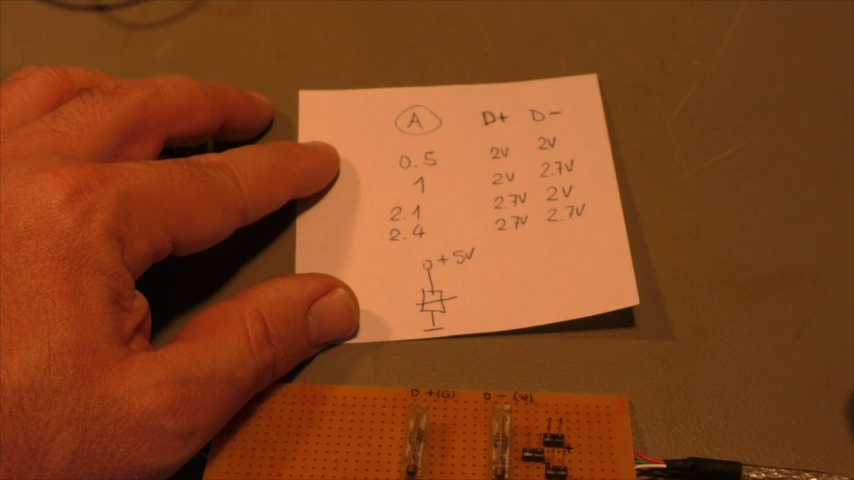 A D+ D-
0.5 2V 2V
1 2V 2.7V
2.1 2.7V 2V
2.4 2.7V 2.7V
+5V
D+(G) D-(W)